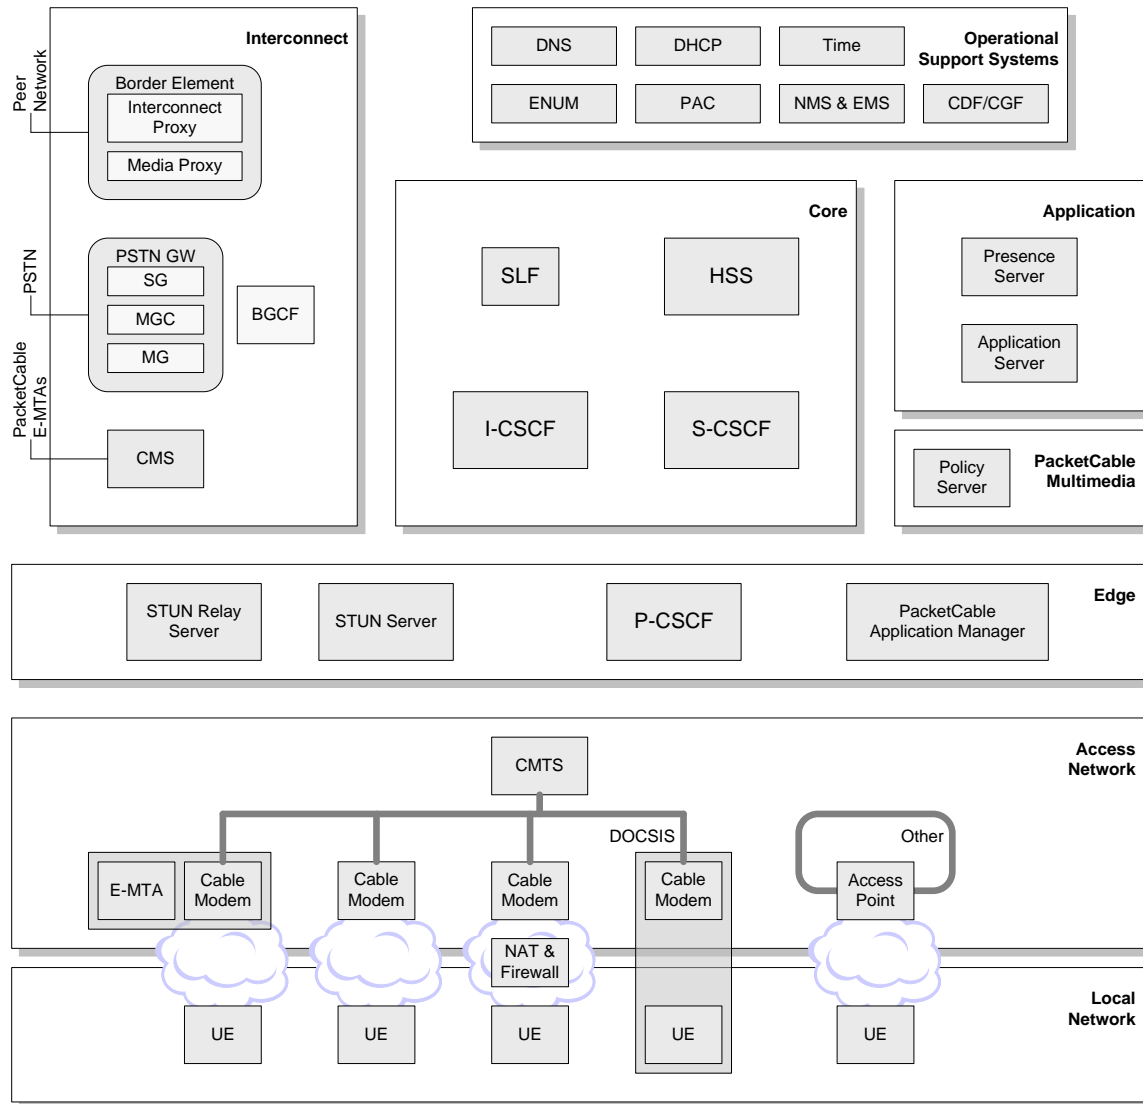 Interconnect
Peer
Network
Border Element
Interconnect
Proxy
Media Proxy
PSTN
PSTN GW
SG
MGC
MG
BGCF
PacketCable
E-MTAs
CMS
Operational
Support Systems
DNS
DHCP
Time
ENUM
PAC
NMS & EMS
CDF/CGF
Core
SLF
HSS
I-CSCF
S-CSCF
Application
Presence
Server
Application
Server
PacketCable
Multimedia
Policy
Server
Edge
STUN Relay
Server
STUN Server
P-CSCF
PacketCable
Application Manager
Access
Network
CMTS
DOCSIS
Other
E-MTA
Cable
Modem
Cable
Modem
Cable
Modem
Cable
Modem
Access
Point
NAT &
Firewall
Local
Network
UE
UE
UE
UE
UE